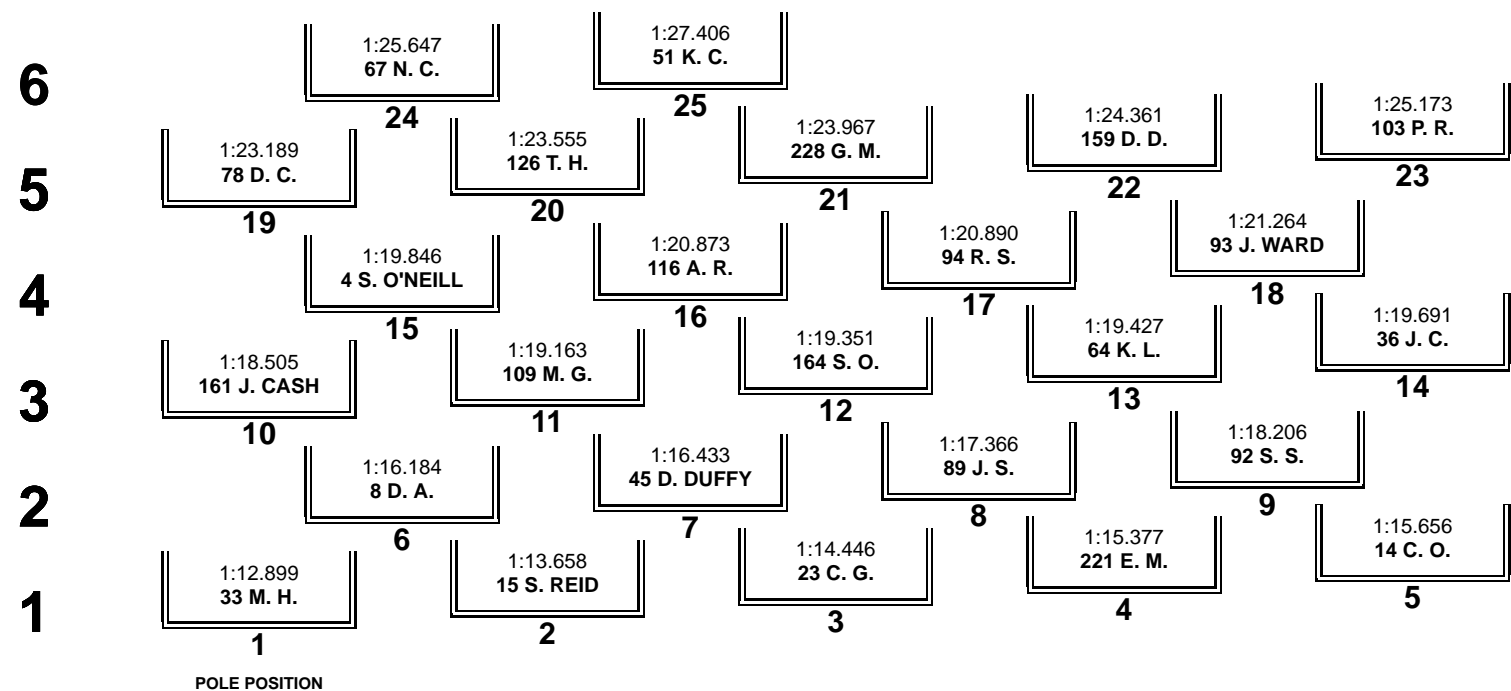 6
1:25.647
67 N. C.
24
1:27.406
51 K. C.
25
5
1:23.189
78 D. C.
19
1:23.555
126 T. H.
20
1:23.967
228 G. M.
21
1:24.361
159 D. D.
22
1:25.173
103 P. R.
23
4
1:19.846
4 S. O'NEILL
15
1:20.873
116 A. R.
16
1:20.890
94 R. S.
17
1:21.264
93 J. WARD
18
3
1:18.505
161 J. CASH
10
1:19.163
109 M. G.
11
1:19.351
164 S. O.
12
1:19.427
64 K. L.
13
1:19.691
36 J. C.
14
2
1:16.184
8 D. A.
6
1:16.433
45 D. DUFFY
7
1:17.366
89 J. S.
8
1:18.206
92 S. S.
9
1
1:12.899
33 M. H.
1
1:13.658
15 S. REID
2
1:14.446
23 C. G.
3
1:15.377
221 E. M.
4
1:15.656
14 C. O.
5
POLE POSITION